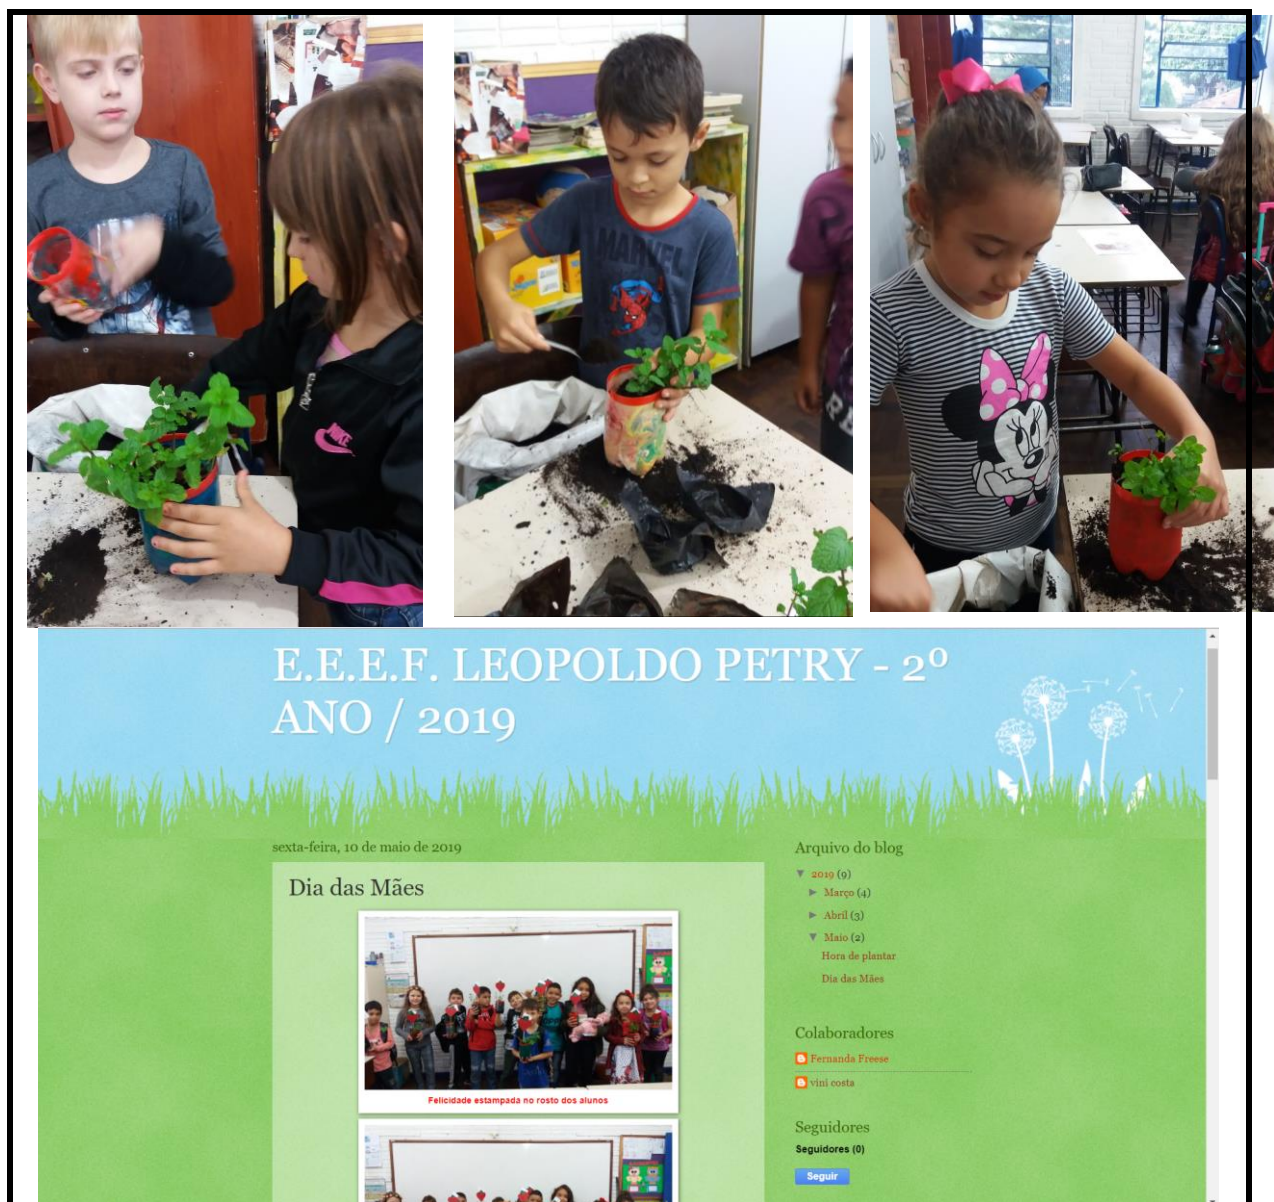 NIKE
MARVEL
E.E.E.F. LEOPOLDO PETRY - 2º
ANO / 2019
sexta-feira, 10 de maio de 2019
Dia das Mães
Felicidade estampada no rosto dos alunos
Arquivo do blog
▼ 2019 (9)
► Março (4)
► Abril (3)
▼ Maio (2)
Hora de plantar
Dia das Mães
Colaboradores
Fernanda Freese
vini costa
Seguidores
Seguidores (0)
Seguir